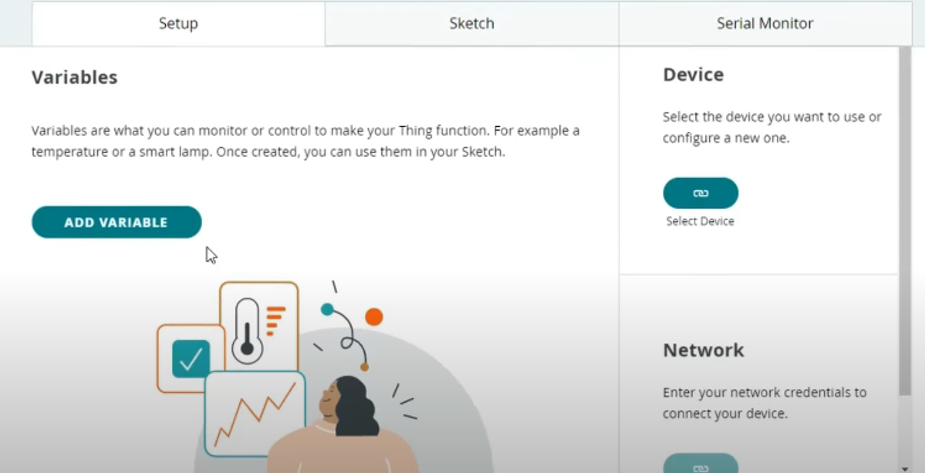 Setup
Sketch
Serial Monitor
Variables
Variables are what you can monitor or control to make your Thing function. For example a
temperature or a smart lamp. Once created, you can use them in your Sketch.
ADD VARIABLE
Device
Select the device you want to use or
configure a new one.
Select Device
Network
Enter your network credentials to
connect your device.